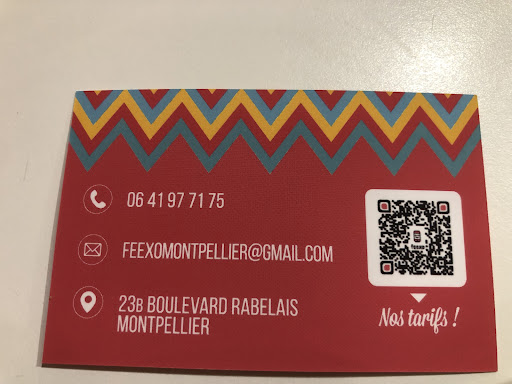 06 41 97 71 75
FEEXOMONTPELLIER@GMAIL.COM
23B BOULEVARD RABELAIS
MONTPELLIER
Nos tarifs !